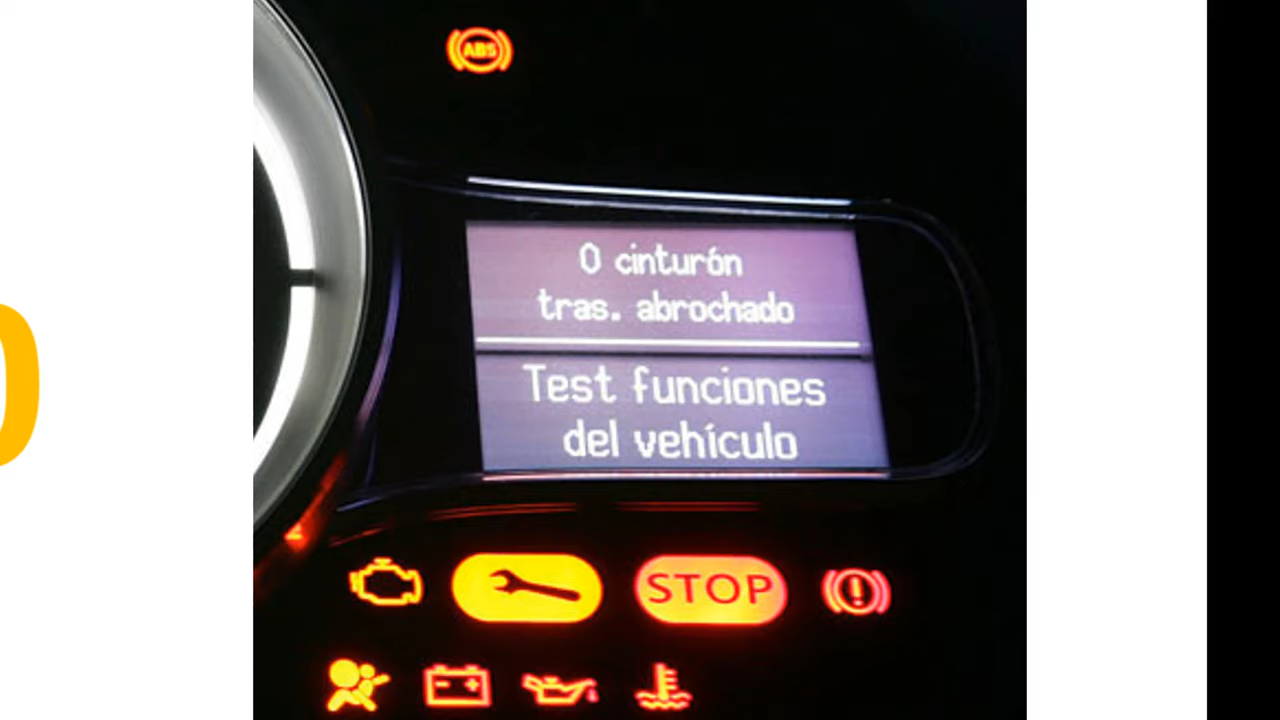 ABS
0 cinturón
tras. abrochado
Test funciones
del vehículo
STOP